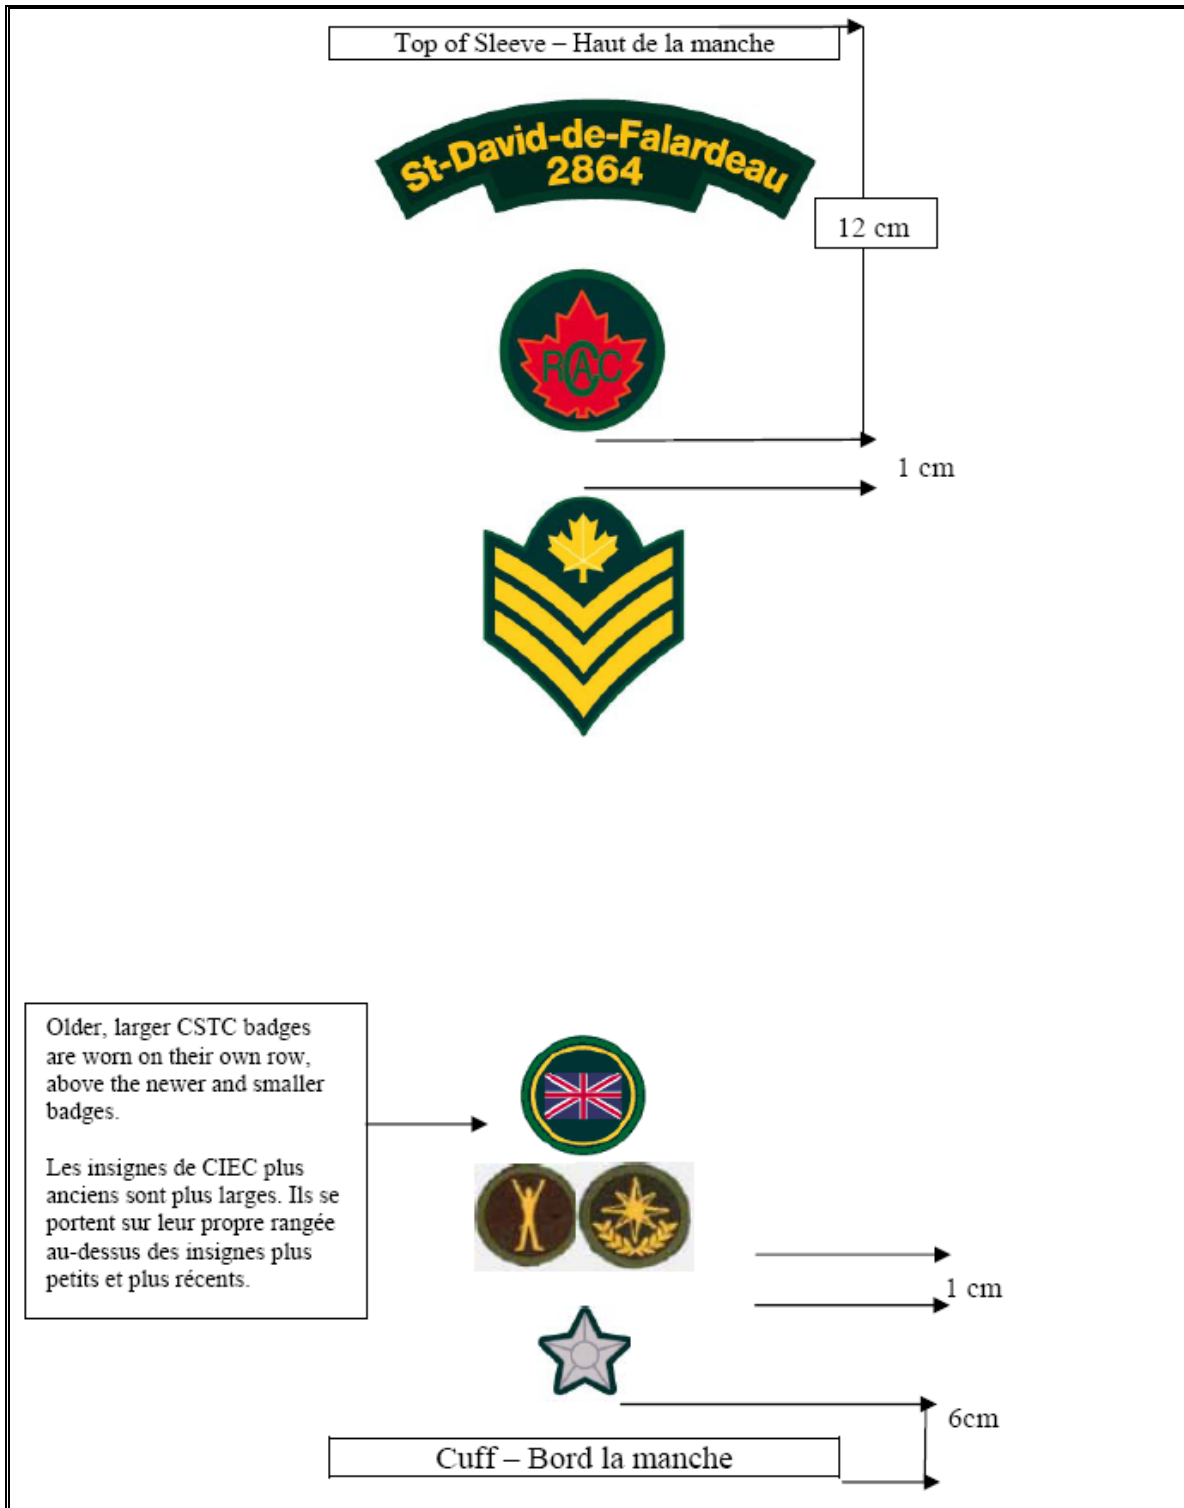 Top of Sleeve – Haut de la manche
St-David-de-Falardeau
2864
12 cm
RCAC
1 cm
Older, larger CSTC badges
are worn on their own row,
above the newer and smaller
badges.
Les insignes de CIEC plus
anciens sont plus larges. Ils se
portent sur leur propre rangée
au-dessus des insignes plus
petits et plus récents.
1 cm
6cm
Cuff – Bord la manche